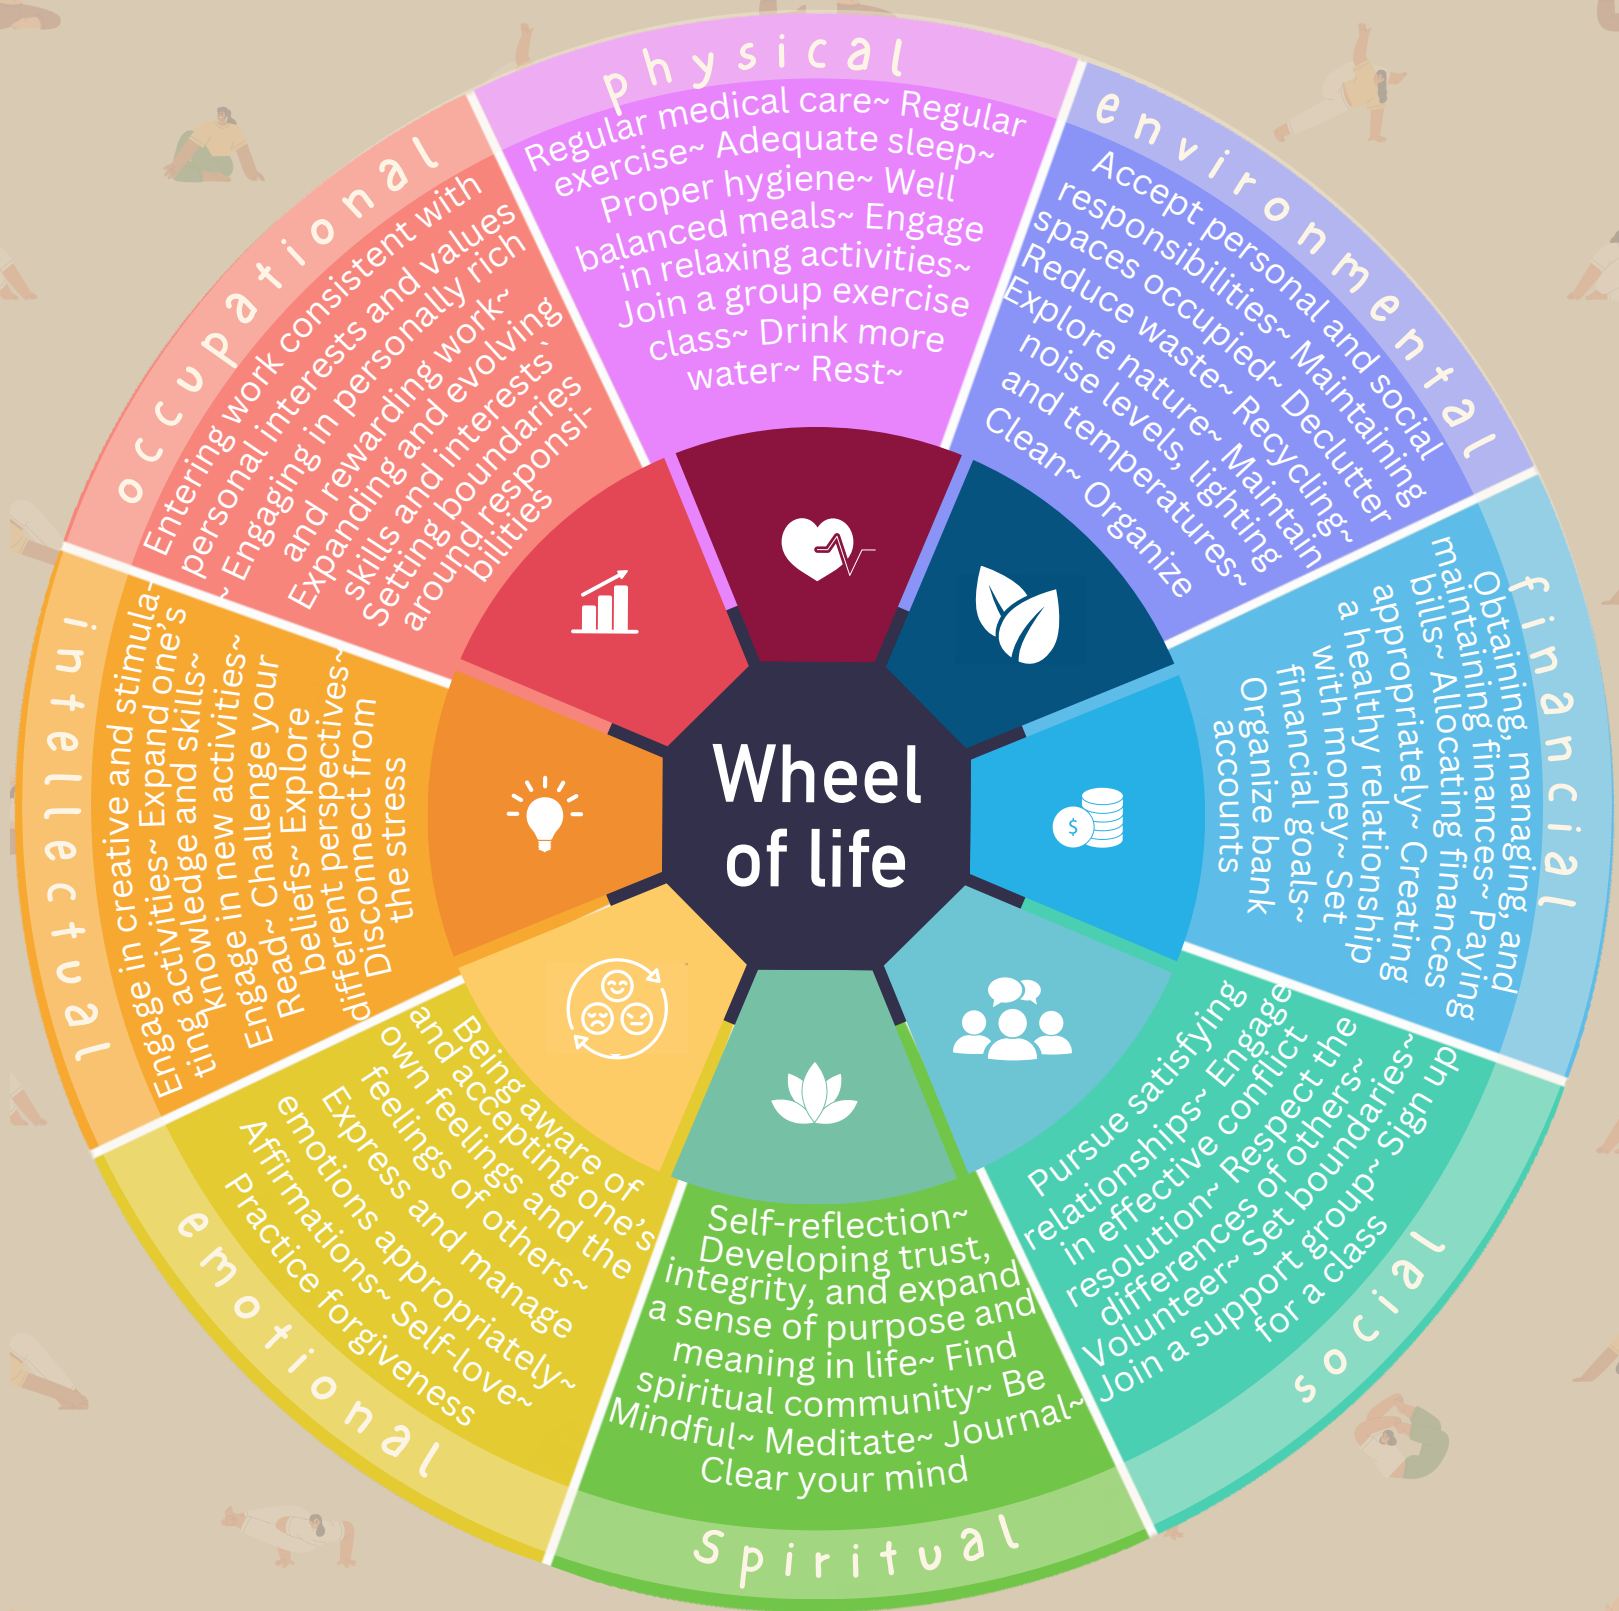 Wheel
of life
physical
Regular medical care~ Regular
exercise~ Adequate sleep~
Proper hygiene~ Well
balanced meals~ Engage
in relaxing activities~
Join a group exercise
class~ Drink more
water~ Rest~
environmental
Accept personal and social
responsibilities~ Maintaining
spaces occupied~ Declutter
Reduce waste~ Recycling~
Explore nature~ Maintain
noise levels, lighting
and temperatures~
Clean~ Organize
financial
Obtaining, managing, and
maintaining finances~ Paying
bills~ Allocating finances
appropriately~ Creating
a healthy relationship
with money~ Set
financial goals~
Organize bank
accounts
$
social
Pursue satisfying
relationships~ Engage
in effective conflict
resolution~ Respect the
differences of others~
Volunteer~ Set boundaries~
Join a support group~ Sign up
for a class
Spiritual
Self-reflection~
Developing trust,
integrity, and expand
a sense of purpose and
meaning in life~ Find
spiritual community~ Be
Mindful~ Meditate~ Journal~
Clear your mind
emotional
Being aware of
and accepting one's
own feelings and the
feelings of others~
Express and manage
emotions appropriately~
Affirmations~ Self-love~
Practice forgiveness
intellectual
Engage in creative and stimula-
ting activities~ Expand one's
knowledge and skills~
Engage in new activities~
Read~ Challenge your
beliefs~ Explore
different perspectives~
Disconnect from
the stress
occupational
Entering work consistent with
personal interests and values
~ Engaging in personally rich
and rewarding work~
Expanding and evolving
skills and interests`
Setting boundaries
around responsi-
bilities